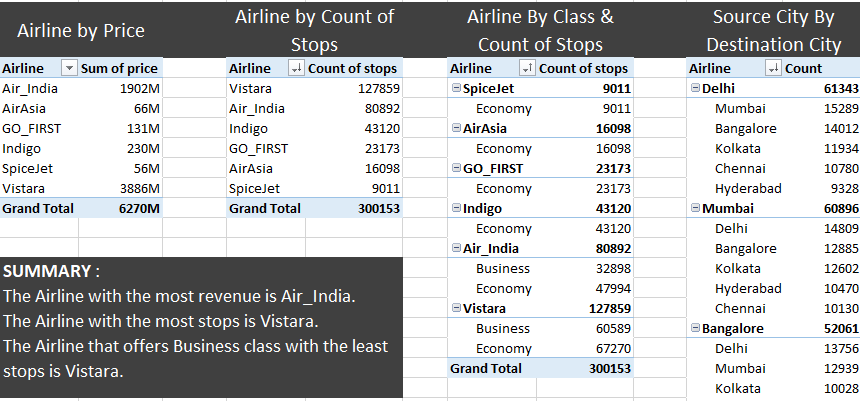 Airline by Price
Airline Sum of price
Air_India 1902M
AirAsia 66M
GO_FIRST 131M
Indigo 230M
SpiceJet 56M
Vistara 3886M
Grand Total 6270M
SUMMARY :
The Airline with the most revenue is Air_India.
The Airline with the most stops is Vistara.
The Airline that offers Business class with the least
stops is Vistara.
Airline by Count of
Stops
Airline Count of stops
Vistara 127859
Air_India 80892
Indigo 43120
GO_FIRST 23173
AirAsia 16098
SpiceJet 9011
Grand Total 300153
Airline By Class &
Count of Stops
Airline Count of stops
SpiceJet 9011
Economy 9011
AirAsia 16098
Economy 16098
GO_FIRST 23173
Economy 23173
Indigo 43120
Economy 43120
Air_India 80892
Business 32898
Economy 47994
Vistara 127859
Business 60589
Economy 67270
Grand Total 300153
Source City By
Destination City
Airline Count
Delhi 61343
Mumbai 15289
Bangalore 14012
Kolkata 11934
Chennai 10780
Hyderabad 9328
Mumbai 60896
Delhi 14809
Bangalore 12885
Kolkata 12602
Hyderabad 10470
Chennai 10130
Bangalore 52061
Delhi 13756
Mumbai 12939
Kolkata 10028